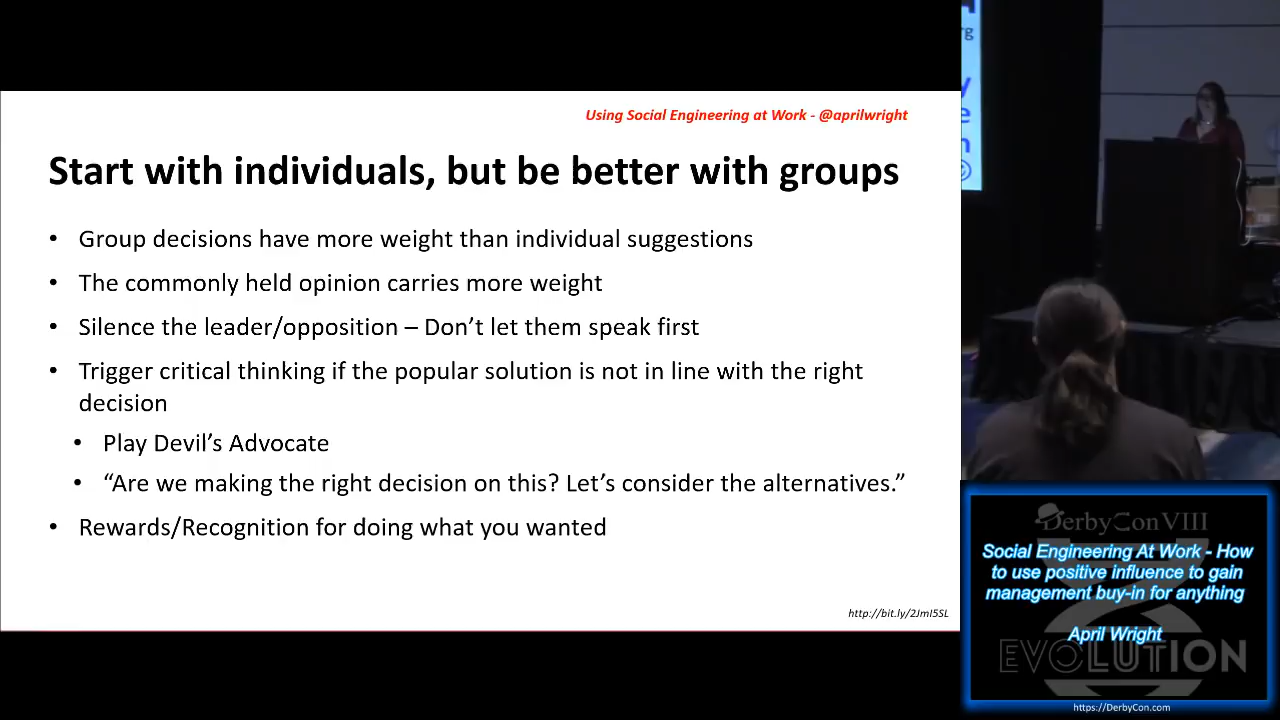 Using Social Engineering at Work - @aprilwright
Start with individuals, but be better with groups
• Group decisions have more weight than individual suggestions
• The commonly held opinion carries more weight
• Silence the leader/opposition – Don’t let them speak first
• Trigger critical thinking if the popular solution is not in line with the right
decision
• Play Devil’s Advocate
• “Are we making the right decision on this? Let’s consider the alternatives.”
• Rewards/Recognition for doing what you wanted
http://bit.ly/2JmI5SL
rg
y
e
n
DerbyCon VIII
Social Engineering At Work - How
to use positive influence to gain
management buy-in for anything
April Wright
EVOLUTION
https://DerbyCon.com